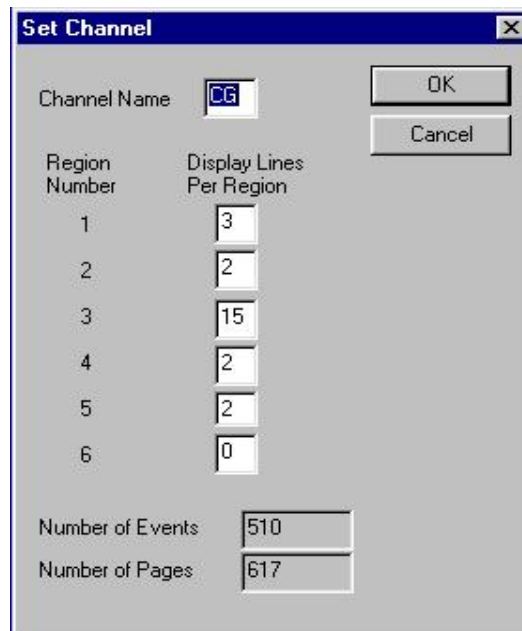 Set Channel
Channel Name CG
OK
Cancel
Region Number
Display Lines Per Region
1 3
2 2
3 15
4 2
5 2
6 0
Number of Events 510
Number of Pages 617